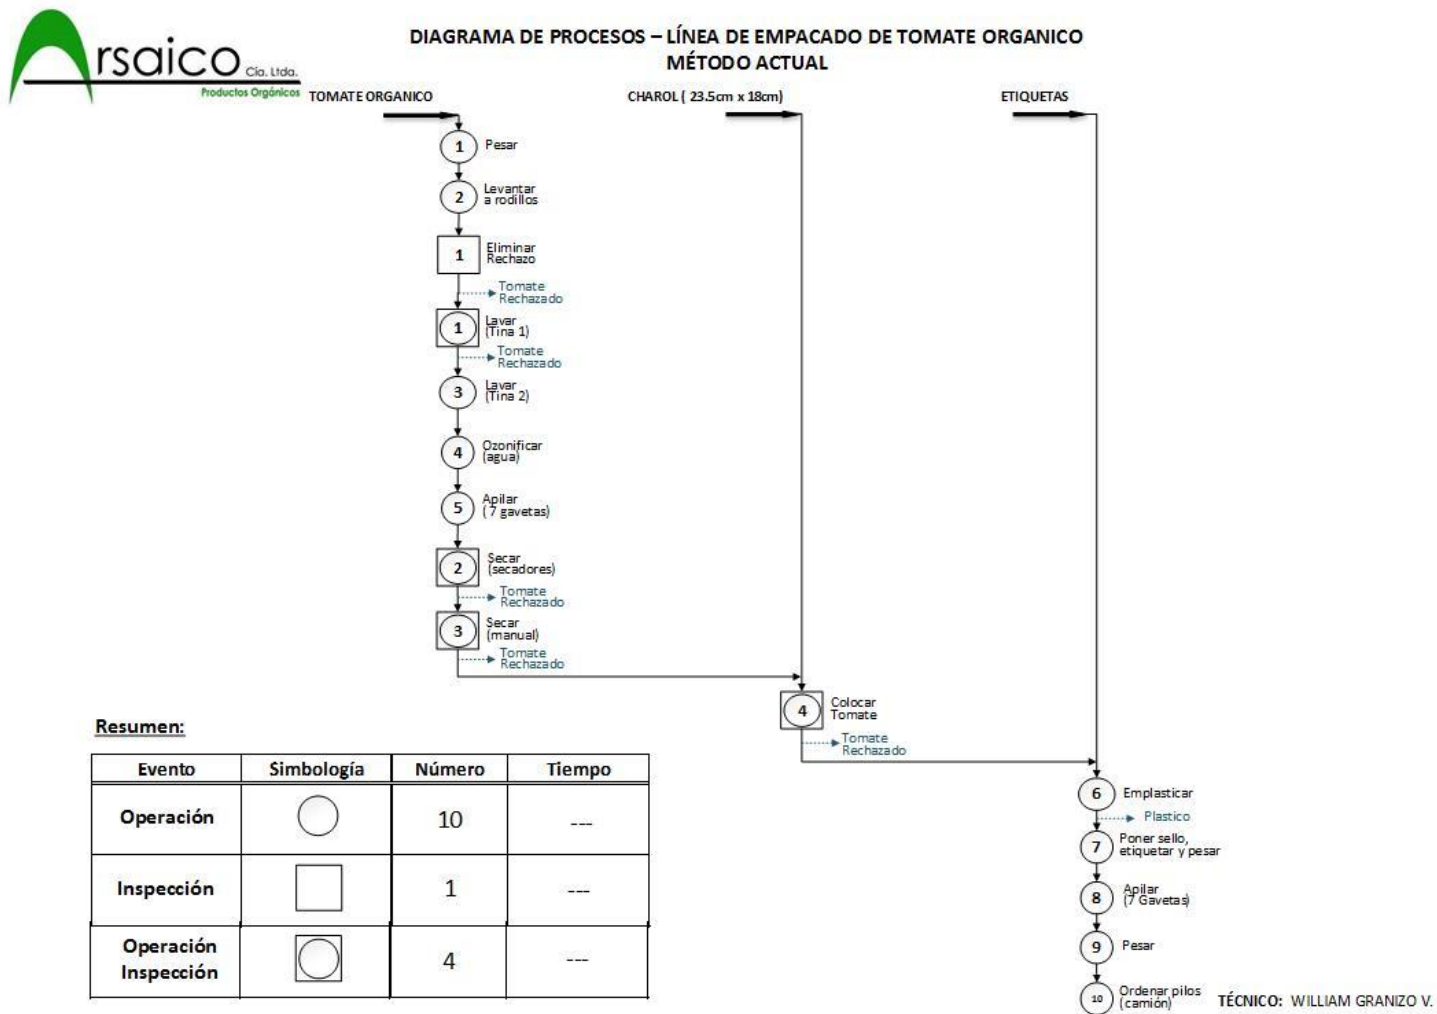 Arsaico Cía. Ltda.
Productos Orgánicos
DIAGRAMA DE PROCESOS – LÍNEA DE EMPACADO DE TOMATE ORGANICO
MÉTODO ACTUAL
TOMATE ORGANICO
CHAROL ( 23.5cm x 18cm)
ETIQUETAS
1 Pesar
2 Levantar
a rodillos
1 Eliminar
Rechazo
Tomate
Rechazado
1 Lavar
(Tina 1)
Tomate
Rechazado
3 Lavar
(Tina 2)
4 Ozonificar
(agua)
5 Apilar
( 7 gavetas)
2 Secar
(secadores)
Tomate
Rechazado
3 Secar
(manual)
Tomate
Rechazado
4 Colocar
Tomate
Tomate
Rechazado
6 Emplasticar
Plastico
7 Poner sello,
etiquetar y pesar
8 Apilar
(7 Gavetas)
9 Pesar
10 Ordenar pilos
(camión)
Resumen:
Evento Simbología Número Tiempo
Operación 10 ---
Inspección 1 ---
Operación
Inspección 4 ---
TÉCNICO: WILLIAM GRANIZO V.